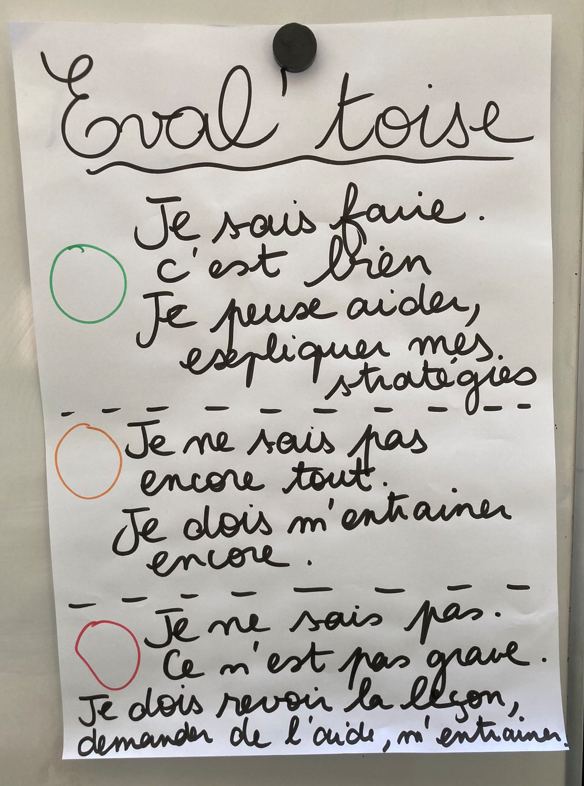 Eval' toise
Je sais faire.
c'est bien
Je peux aider,
expliquer mes
stratégies
Je ne sais pas
encore tout.
Je dois m'entrainer
encore.
Je ne sais pas.
Ce n'est pas grave.
Je dois revoir la leçon,
demander de l'aide, m'entrainer.